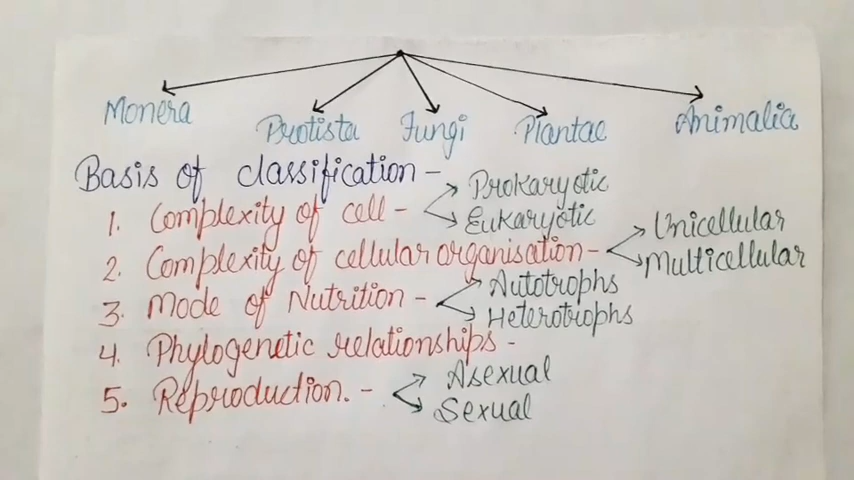 Monera Protista Fungi Plantae Animalia
Basis of classification -
1. Complexity of cell - Prokaryotic
Eukaryotic
2. Complexity of cellular organisation - Unicellular
Multicellular
3. Mode of Nutrition - Autotrophs
Heterotrophs
4. Phylogenetic relationships -
5. Reproduction. - Asexual
Sexual